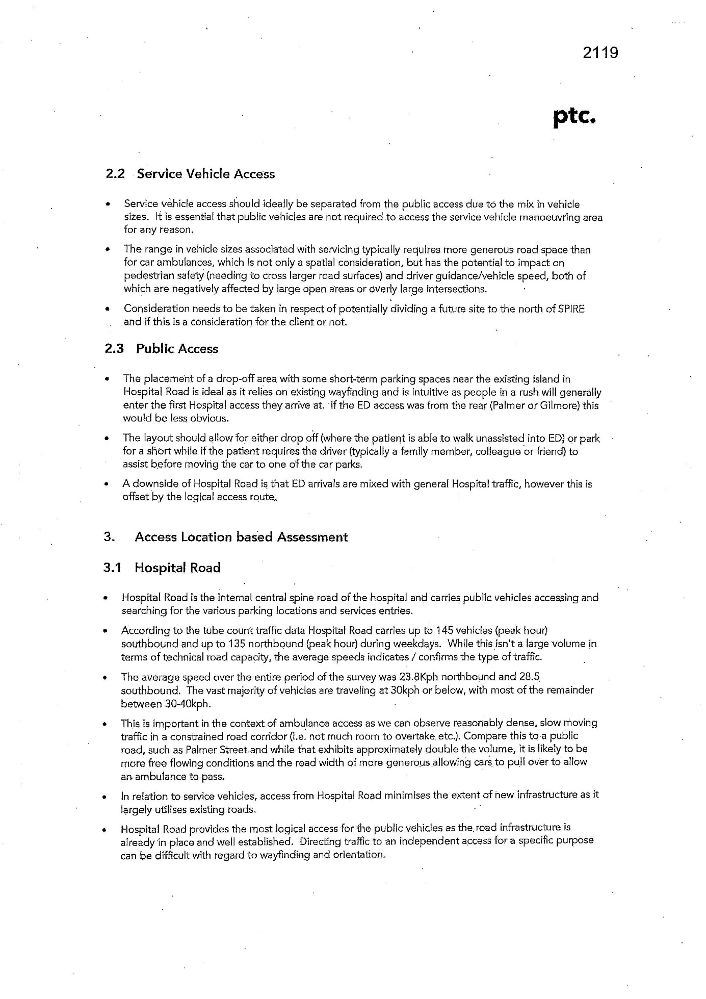 2119
ptc.
2.2 Service Vehicle Access
• Service vehicle access should ideally be separated from the public access due to the mix in vehicle
sizes. It is essential that public vehicles are not required to access the service vehicle manoeuvring area
for any reason.
• The range in vehicle sizes associated with servicing typically requires more generous road space than
for car ambulances, which is not only a spatial consideration, but has the potential to impact on
pedestrian safety (needing to cross larger road surfaces) and driver guidance/vehicle speed, both of
which are negatively affected by large open areas or overly large intersections.
• Consideration needs to be taken in respect of potentially dividing a future site to the north of SPIRE
and if this is a consideration for the client or not.
2.3 Public Access
• The placement of a drop-off area with some short-term parking spaces near the existing island in
Hospital Road is ideal as it relies on existing wayfinding and is intuitive as people in a rush will generally
enter the first Hospital access they arrive at. If the ED access was from the rear (Palmer or Gilmore) this
would be less obvious.
• The layout should allow for either drop off (where the patient is able to walk unassisted into ED) or park
for a short while if the patient requires the driver (typically a family member, colleague or friend) to
assist before moving the car to one of the car parks.
• A downside of Hospital Road is that ED arrivals are mixed with general Hospital traffic, however this is
offset by the logical access route.
3. Access Location based Assessment
3.1 Hospital Road
• Hospital Road is the internal central spine road of the hospital and carries public vehicles accessing and
searching for the various parking locations and services entries.
• According to the tube count traffic data Hospital Road carries up to 145 vehicles (peak hour)
southbound and up to 135 northbound (peak hour) during weekdays. While this isn't a large volume in
terms of technical road capacity, the average speeds indicates / confirms the type of traffic.
• The average speed over the entire period of the survey was 23.8Kph northbound and 28.5
southbound. The vast majority of vehicles are traveling at 30kph or below, with most of the remainder
between 30-40kph.
• This is important in the context of ambulance access as we can observe reasonably dense, slow moving
traffic in a constrained road corridor (i.e. not much room to overtake etc.). Compare this to a public
road, such as Palmer Street and while that exhibits approximately double the volume, it is likely to be
more free flowing conditions and the road width of more generous allowing cars to pull over to allow
an ambulance to pass.
• In relation to service vehicles, access from Hospital Road minimises the extent of new infrastructure as it
largely utilises existing roads.
• Hospital Road provides the most logical access for the public vehicles as the road infrastructure is
already in place and well established. Directing traffic to an independent access for a specific purpose
can be difficult with regard to wayfinding and orientation.